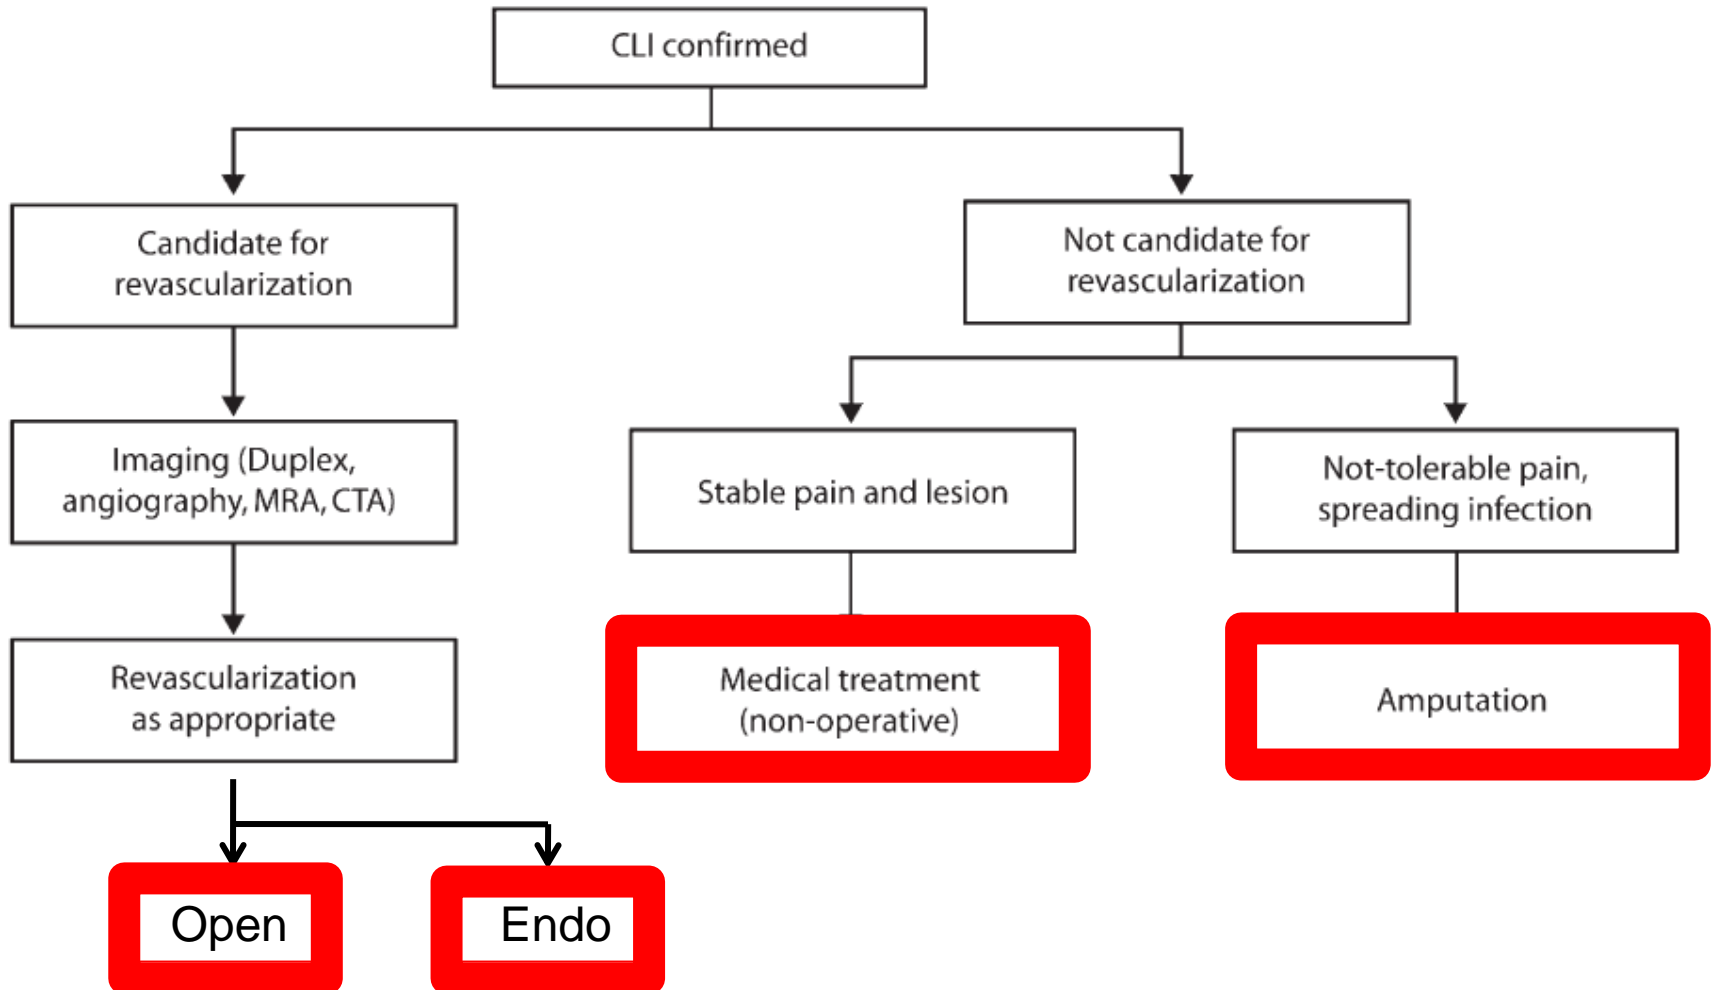 CLI confirmed
Candidate for
revascularization
Not candidate for
revascularization
Imaging (Duplex,
angiography, MRA, CTA)
Stable pain and lesion
Not-tolerable pain,
spreading infection
Revascularization
as appropriate
Medical treatment
(non-operative)
Amputation
Open
Endo